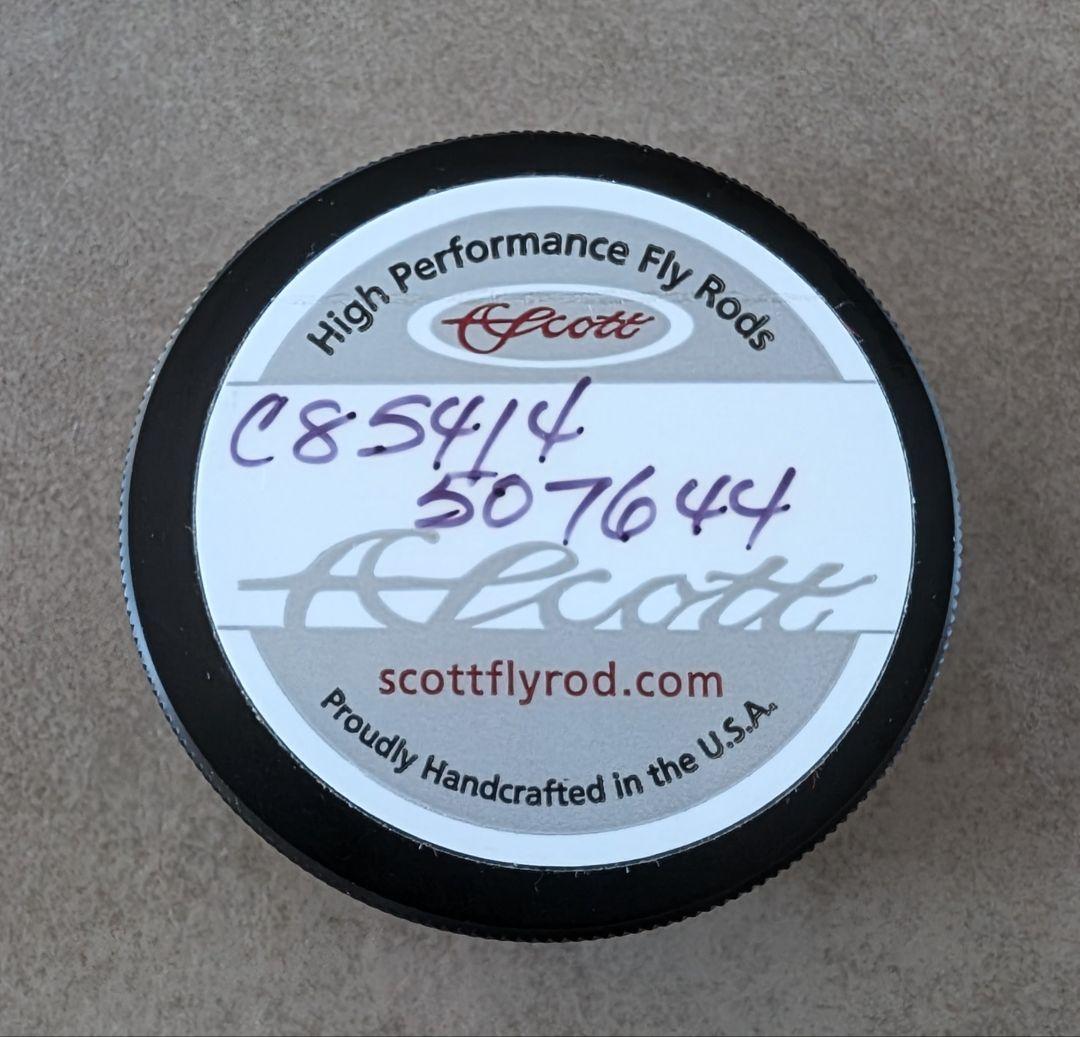 High Performance Fly Rods
Scott
C85414
507644
Scott
scottflyrod.com
Proudly Handcrafted in the U.S.A.